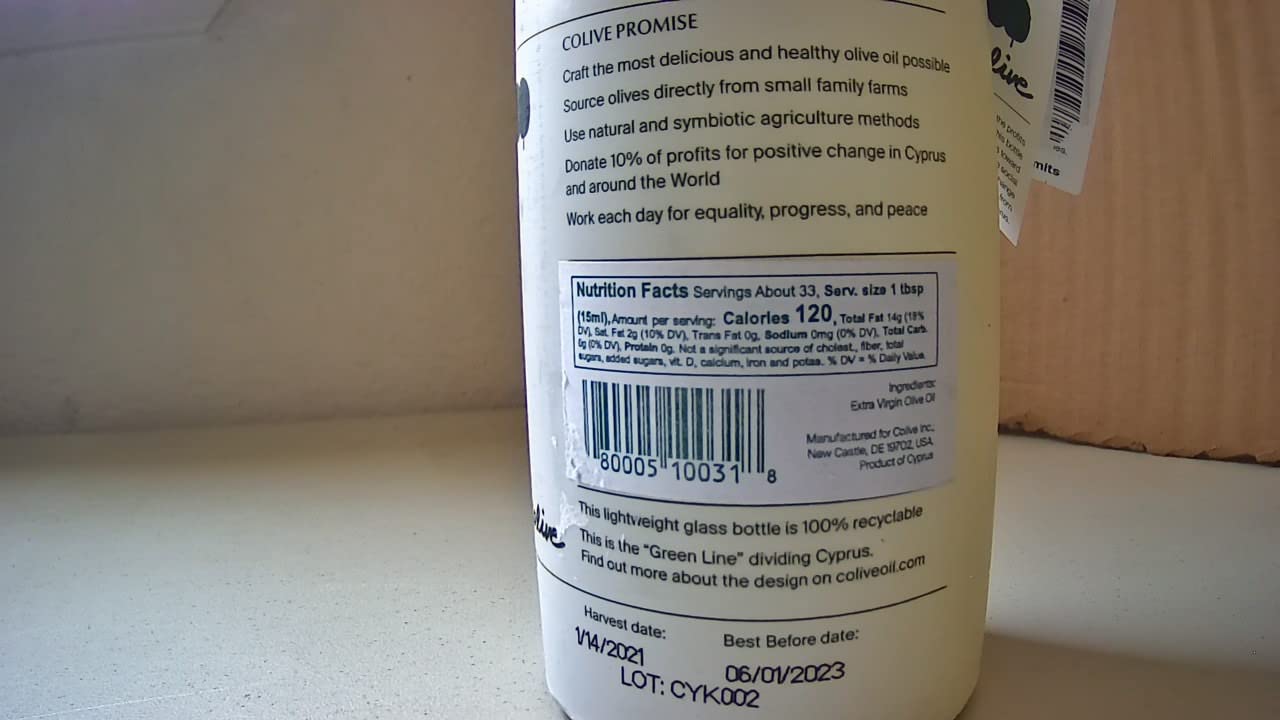 COLIVE PROMISE
Craft the most delicious and healthy olive oil possible
Source olives directly from small family farms
Use natural and symbiotic agriculture methods
Donate 10% of profits for positive change in Cyprus
and around the World
Work each day for equality, progress, and peace
Nutrition Facts Servings About 33, Serv. size 1 tbsp
(15ml), Amount per serving: Calories 120, Total Fat 14g (18%
DV), Sat. Fat 2g (10% DV), Trans Fat 0g, Sodium 0mg (0% DV), Total Carb.
0g (0% DV), Protein 0g. Not a significant source of cholest., fiber, total
sugars, added sugars, vit. D, calcium, iron and potas. % DV = % Daily Value
Ingredients:
Extra Virgin Olive Oil
Manufactured for Colive Inc.
New Castle, DE 19702, USA.
Product of Cyprus
80005 10031 8
This lightweight glass bottle is 100% recyclable
This is the "Green Line" dividing Cyprus.
Find out more about the design on coliveoil.com
Harvest date:
1/14/2021
Best Before date:
06/01/2023
LOT: CYK002
olive
olive
the profits